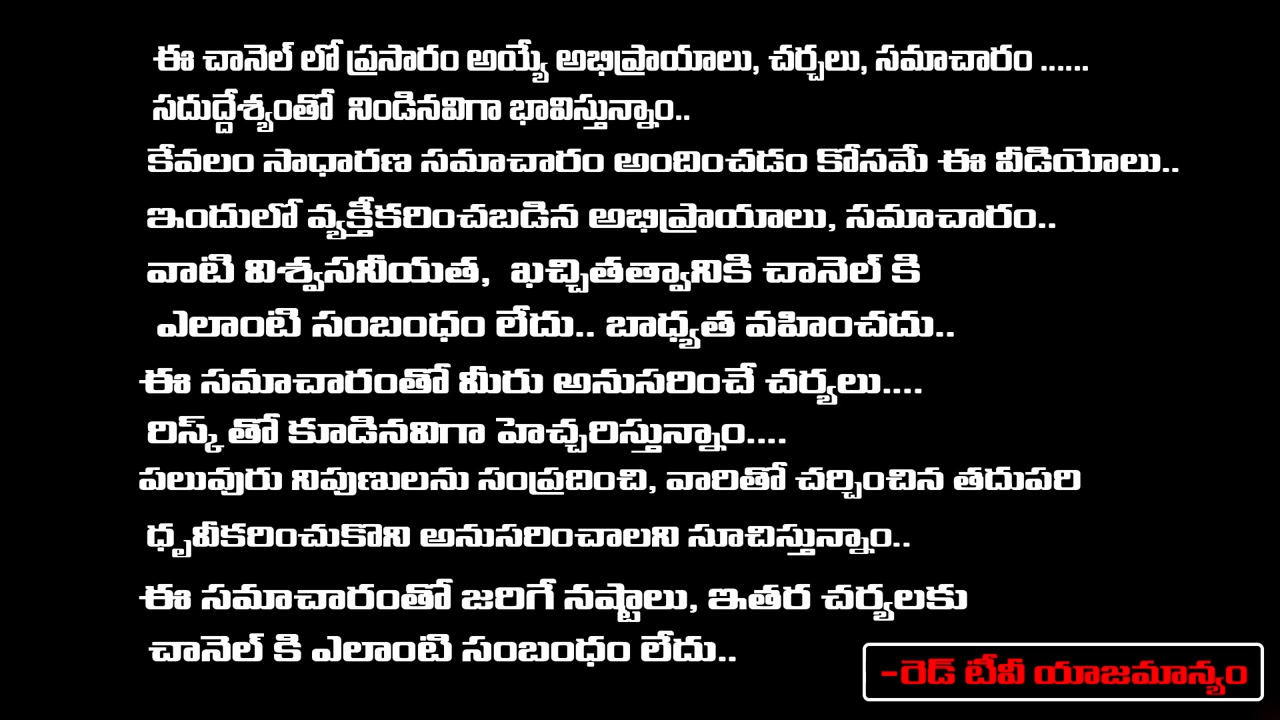 ఈ చానెల్ లో ప్రసారం అయ్యే అభిప్రాయాలు, చర్చలు, సమాచారం ......
సదుద్దేశ్యంతో నిండినవిగా భావిస్తున్నాం..
కేవలం సాధారణ సమాచారం అందించడం కోసమే ఈ వీడియోలు..
ఇందులో వ్యక్తీకరించబడిన అభిప్రాయాలు, సమాచారం..
వాటి విశ్వసనీయత, ఖచ్చితత్వానికి చానెల్ కి
ఎలాంటి సంబంధం లేదు.. బాధ్యత వహించదు..
ఈ సమాచారంతో మీరు అనుసరించే చర్యలు....
రిస్క్ తో కూడినవిగా హెచ్చరిస్తున్నాం....
పలువురు నిపుణులను సంప్రదించి, వారితో చర్చించిన తదుపరి
ధృవీకరించుకొని అనుసరించాలని సూచిస్తున్నాం..
ఈ సమాచారంతో జరిగే నష్టాలు, ఇతర చర్యలకు
చానెల్ కి ఎలాంటి సంబంధం లేదు..
-రెడ్ టీవీ యాజమాన్యం